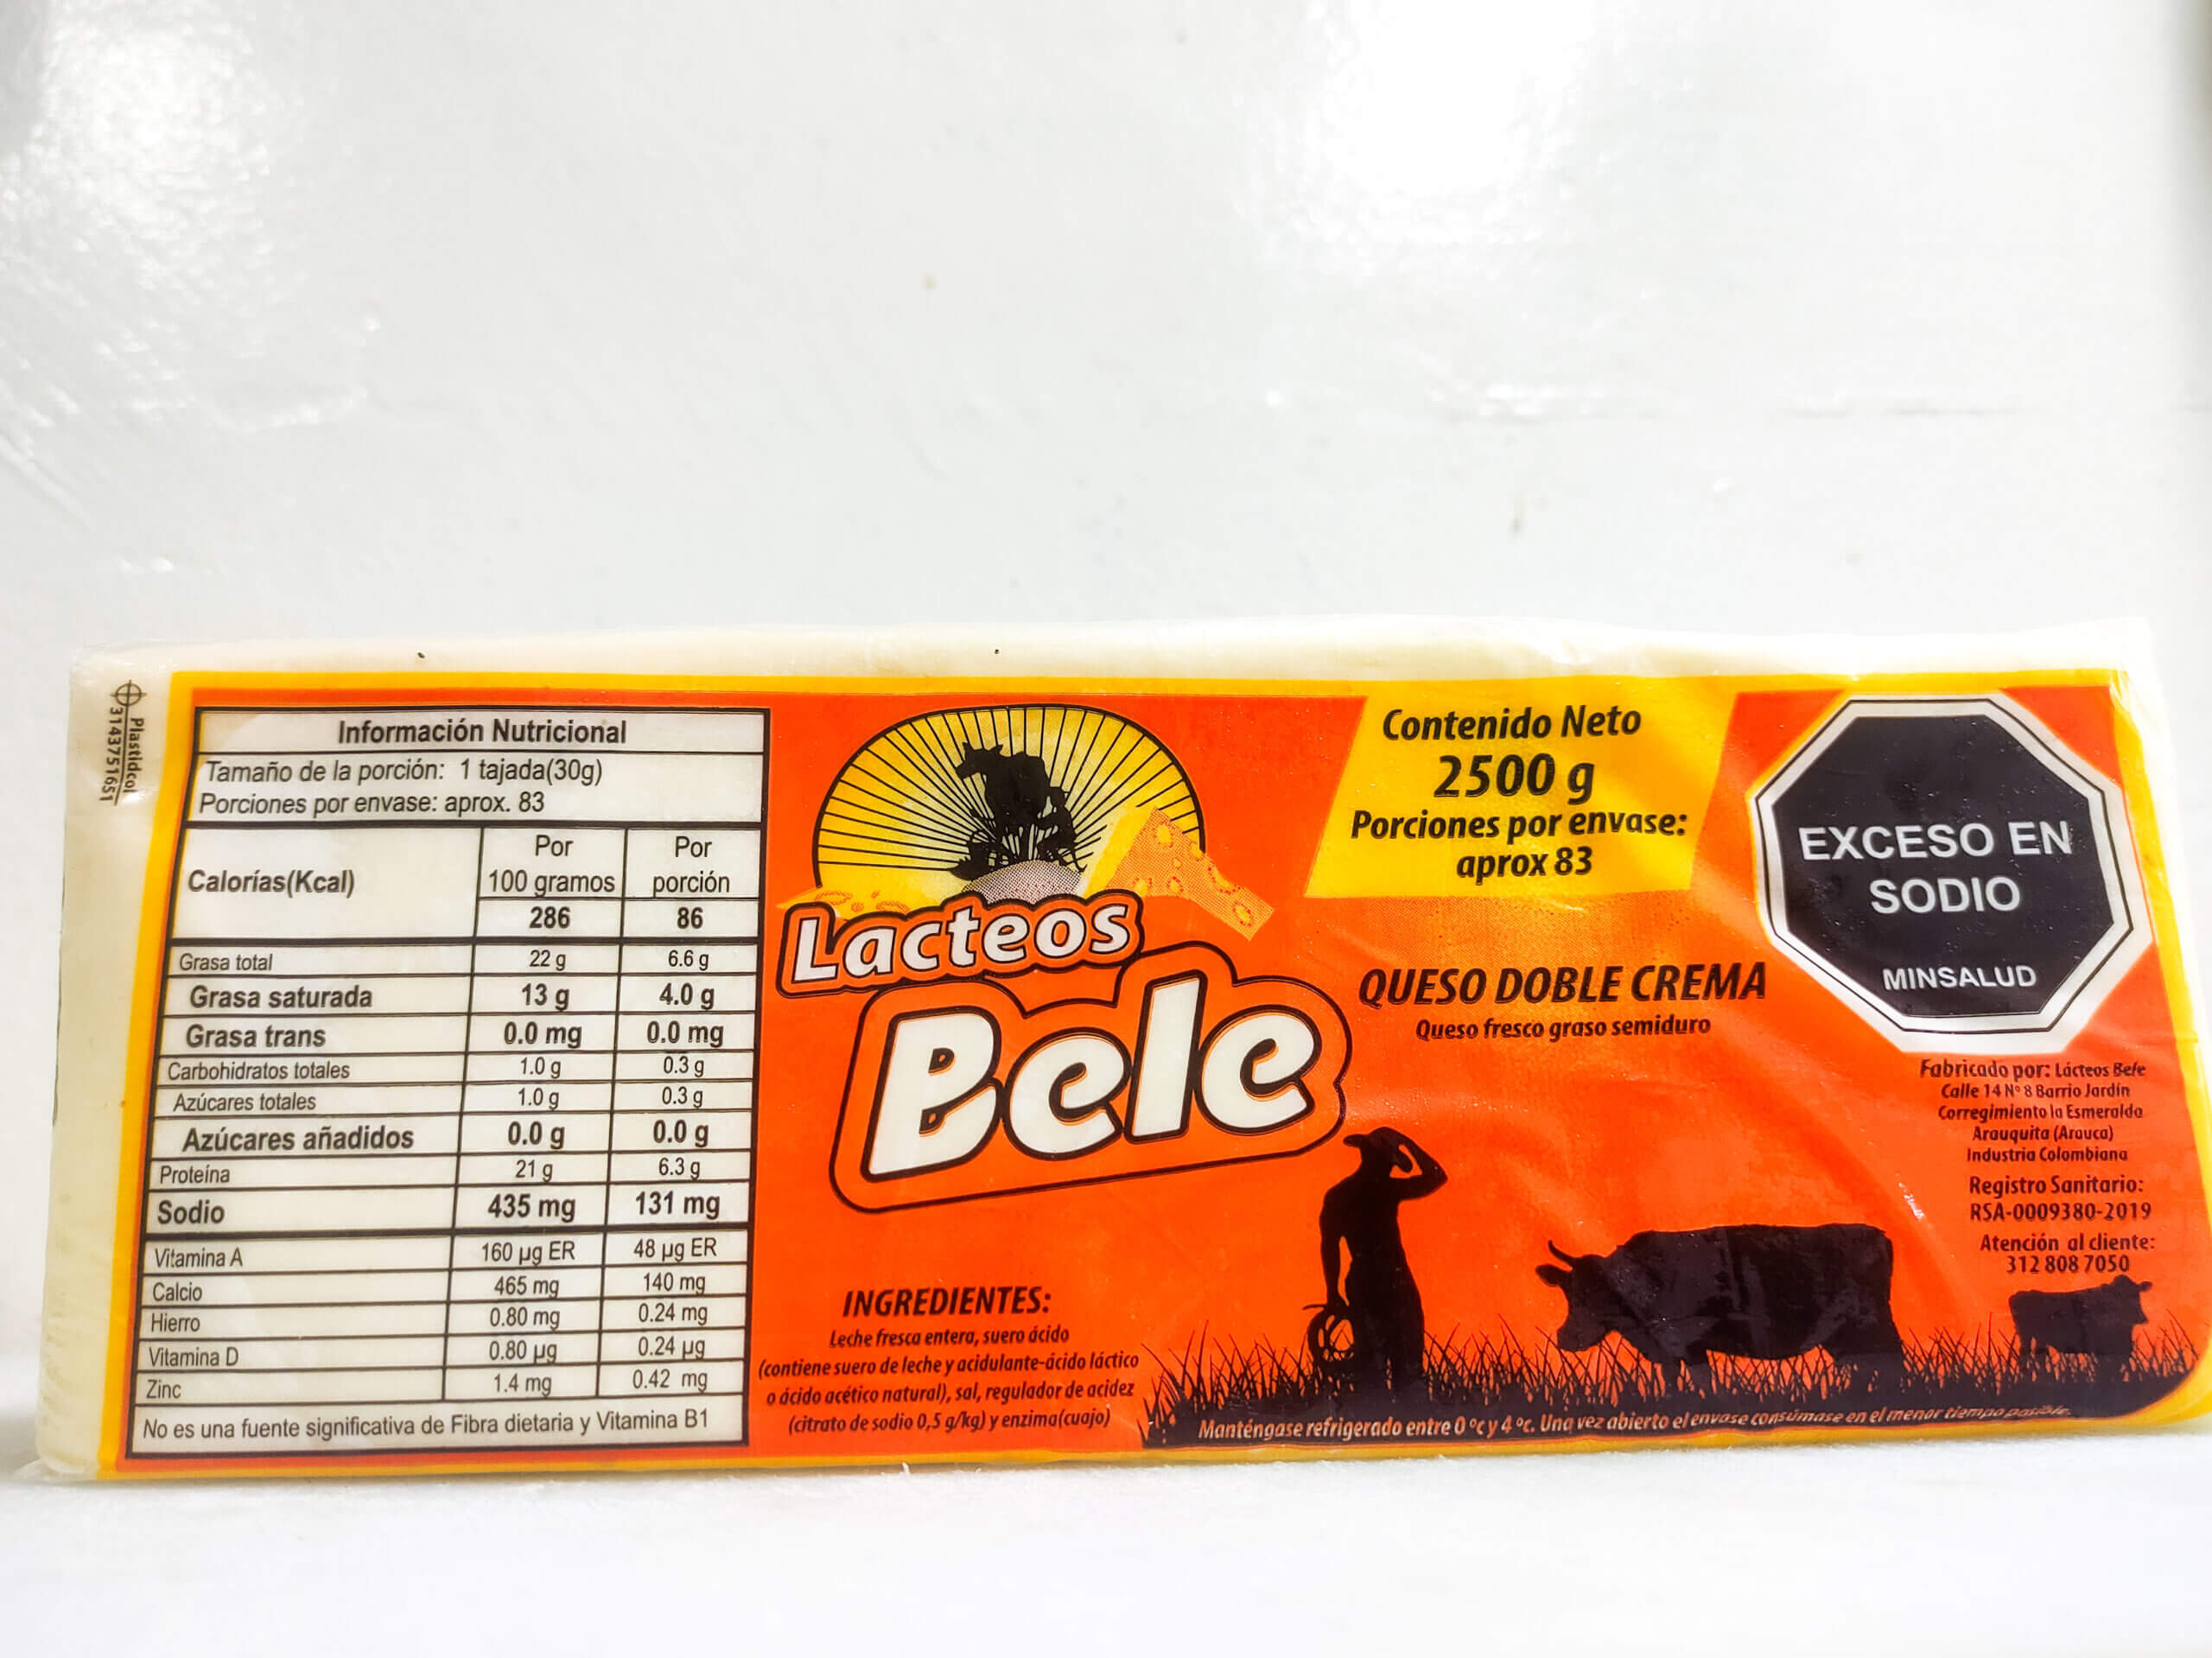 Plastidcol
3143751651
Información Nutricional
Tamaño de la porción: 1 tajada(30g)
Porciones por envase: aprox. 83
Calorías(Kcal)
Por 100 gramos
Por porción
286 86
Grasa total 22 g 6.6 g
Grasa saturada 13 g 4.0 g
Grasa trans 0.0 mg 0.0 mg
Carbohidratos totales 1.0 g 0.3 g
Azúcares totales 1.0 g 0.3 g
Azúcares añadidos 0.0 g 0.0 g
Proteína 21 g 6.3 g
Sodio 435 mg 131 mg
Vitamina A 160 µg ER 48 µg ER
Calcio 465 mg 140 mg
Hierro 0.80 mg 0.24 mg
Vitamina D 0.80 µg 0.24 µg
Zinc 1.4 mg 0.42 mg
No es una fuente significativa de Fibra dietaria y Vitamina B1
Lacteos
Bele
INGREDIENTES:
Leche fresca entera, suero ácido
(contiene suero de leche y acidulante-ácido láctico
o ácido acético natural), sal, regulador de acidez
(citrato de sodio 0,5 g/kg) y enzima(cuajo)
Contenido Neto
2500 g
Porciones por envase:
aprox 83
QUESO DOBLE CREMA
Queso fresco graso semiduro
EXCESO EN
SODIO
MINSALUD
Fabricado por: Lácteos Bele
Calle 14 N° 8 Barrio Jardín
Corregimiento la Esmeralda
Arauquita (Arauca)
Industria Colombiana
Registro Sanitario:
RSA-0009380-2019
Atención al cliente:
312 808 7050
Manténgase refrigerado entre 0 °c y 4 °c. Una vez abierto el envase consúmase en el menor tiempo posible.